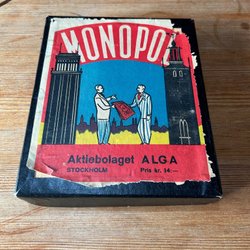 MONOPOL
Aktiebolaget ALGA
STOCKHOLM Pris kr. 14:—